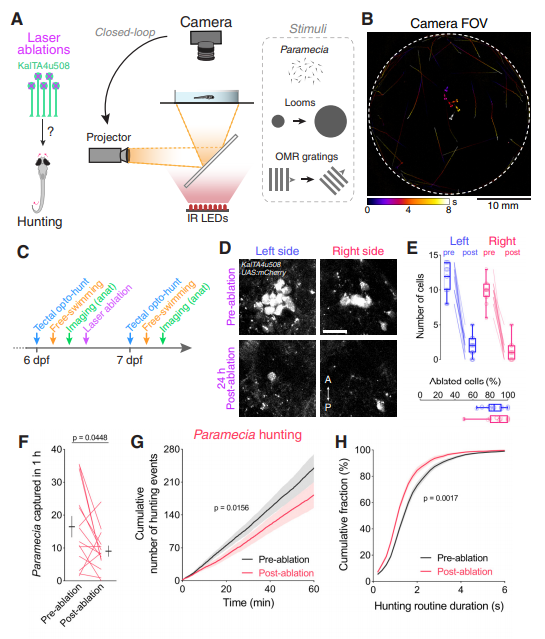 A
Laser
ablations
KalTA4u508
?
Hunting
Closed-loop
Camera
Projector
IR LEDs
Stimuli
Paramecia
Looms
OMR gratings
B
Camera FOV
s
0 4 8
10 mm
C
Tectal opto-hunt
Free-swimming
Imaging (anat)
Laser ablation
Tectal opto-hunt
Free-swimming
Imaging (anat)
6 dpf
7 dpf
D
Left side
Right side
KalTA4u508
-UAS:mCherry
Pre-ablation
24 h
Post-ablation
A
P
E
Left
Right
pre post pre post
Number of cells
15
10
5
0
Ablated cells (%)
0 20 40 60 80 100
F
p = 0.0448
Paramecia captured in 1 h
40
30
20
10
0
Pre-ablation
Post-ablation
Paramecia hunting
G
Cumulative
number of hunting events
280
210
140
70
0
p = 0.0156
Pre-ablation
Post-ablation
0 20 40 60
Time (min)
H
Cumulative fraction (%)
100
80
60
40
20
0
p = 0.0017
Pre-ablation
Post-ablation
0 2 4 6
Hunting routine duration (s)